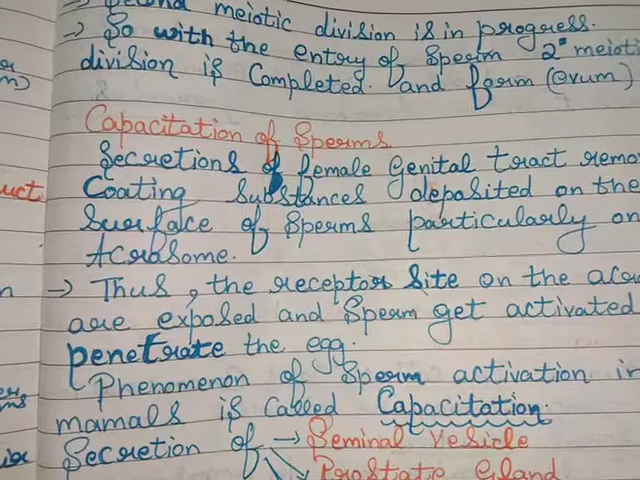 Second meiotic division is in progress.
→ So with the entry of Sperm 2° meioti
division is Completed. and form (ovum)
Capacitation of Sperms
Secretions of female Genital tract remo
Coating substances deposited on the
Surface of Sperms particularly on
Acrosome.
→ Thus, the receptor site on the acro
are exposed and Sperm get activated
penetrate the egg.
Phenomenon of Sperm activation in
mamals is called Capacitation.
Secretion of → Seminal vesicle
Prostate Gland
uct